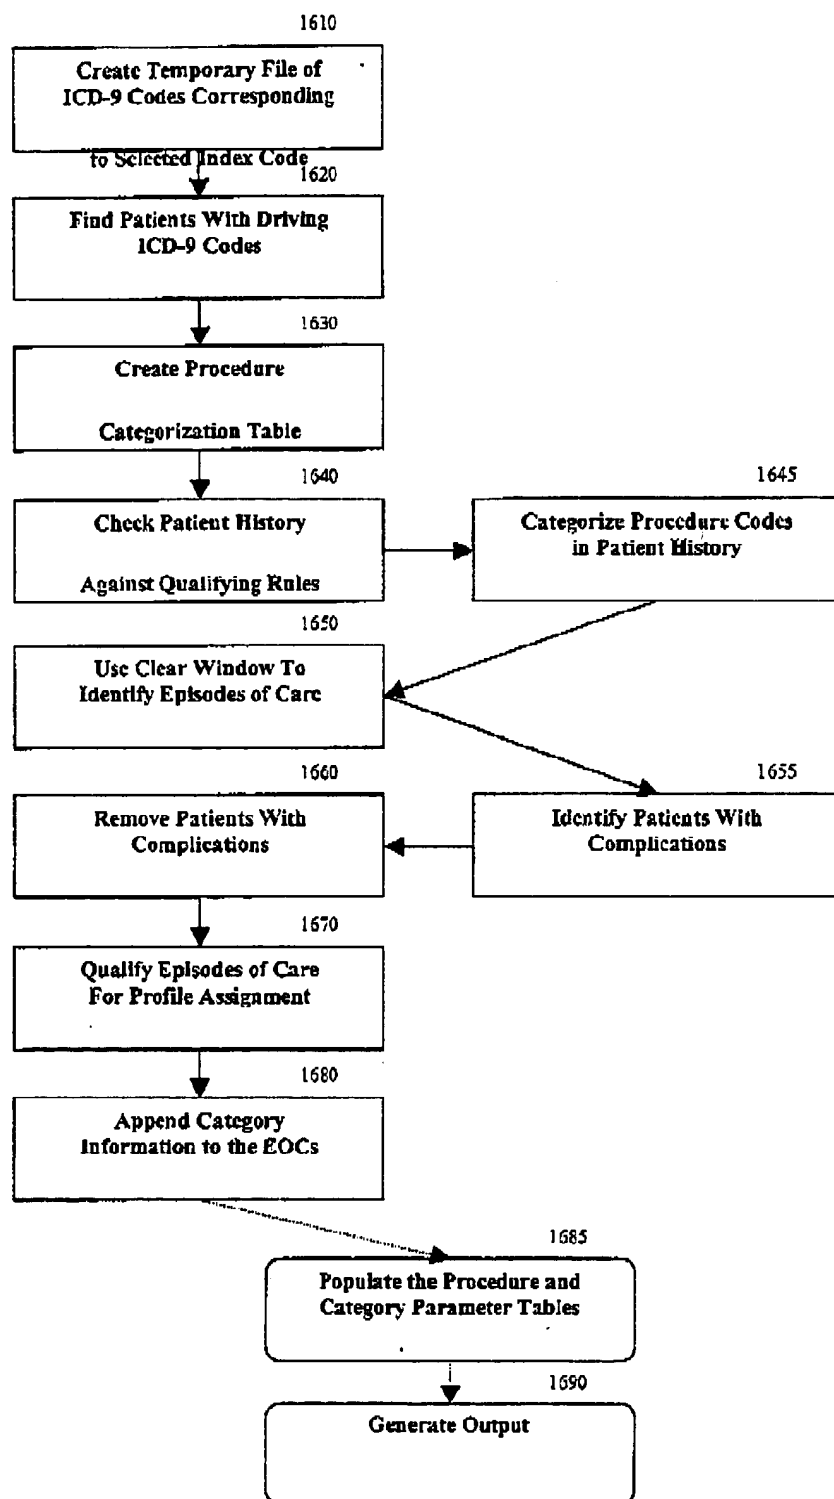 1610
Create Temporary File of
ICD-9 Codes Corresponding
to Selected Index Code
1620
Find Patients With Driving
ICD-9 Codes
1630
Create Procedure
Categorization Table
1640
Check Patient History
Against Qualifying Rules
1645
Categorize Procedure Codes
in Patient History
1650
Use Clear Window To
Identify Episodes of Care
1655
Identify Patients With
Complications
1660
Remove Patients With
Complications
1670
Qualify Episodes of Care
For Profile Assignment
1680
Append Category
Information to the EOCs
1685
Populate the Procedure and
Category Parameter Tables
1690
Generate Output